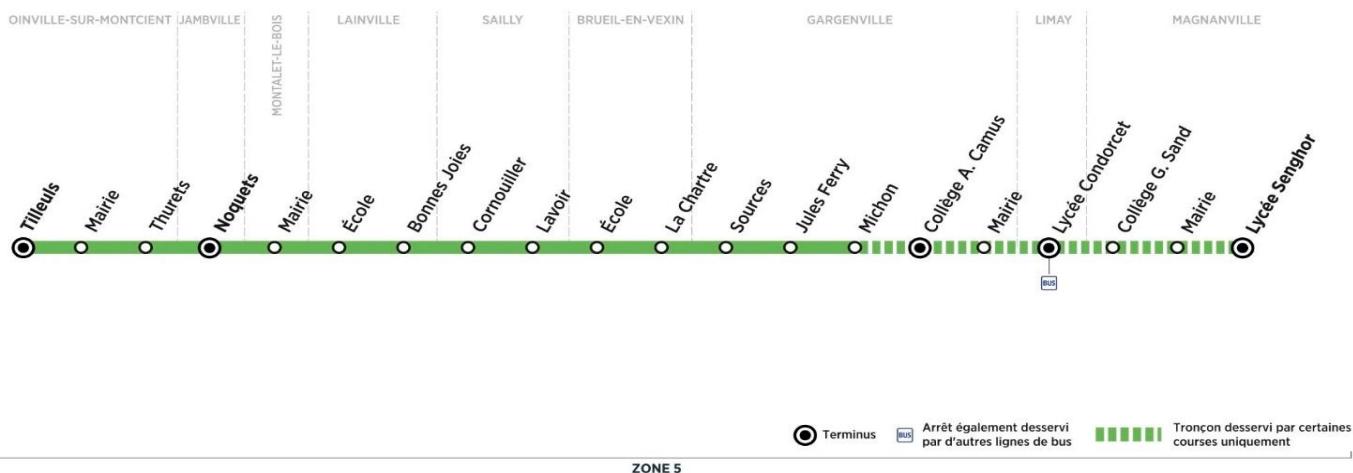 OINVILLE-SUR-MONTCIENT
JAMBVILLE
MONTALET-LE-BOIS
LAINVILLE
SAILLY
BRUEIL-EN-VEXIN
GARGENVILLE
LIMAY
MAGNANVILLE
Tilleuls
Mairie
Thurets
Noquets
Mairie
École
Bonnes Joies
Cornouiller
Lavoir
École
La Chartre
Sources
Jules Ferry
Michon
Collège A. Camus
Mairie
Lycée Condorcet
Collège G. Sand
Mairie
Lycée Senghor
BUS
Terminus
BUS
Arrêt également desservi
par d'autres lignes de bus
Tronçon desservi par certaines
courses uniquement
ZONE 5